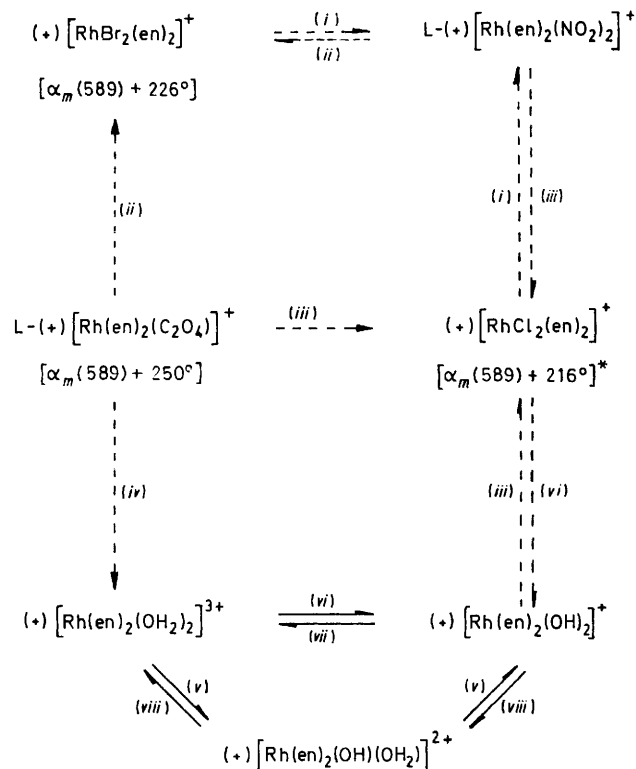 (+) [RhBr₂(en)₂]⁺ (i) (ii) L-(+) [Rh(en)₂(NO₂)₂]⁺
[αₘ(589) + 226°]
(ii) (i) (iii)
L-(+) [Rh(en)₂(C₂O₄)]⁺ (iii) (+) [RhCl₂(en)₂]⁺
[αₘ(589) + 250°] [αₘ(589) + 216°]*
(iv) (iii) (vi)
(+) [Rh(en)₂(OH₂)₂]³⁺ (vi) (vii) (+) [Rh(en)₂(OH)₂]⁺
(viii) (v) (v) (viii)
(+) [Rh(en)₂(OH)(OH₂)]²⁺